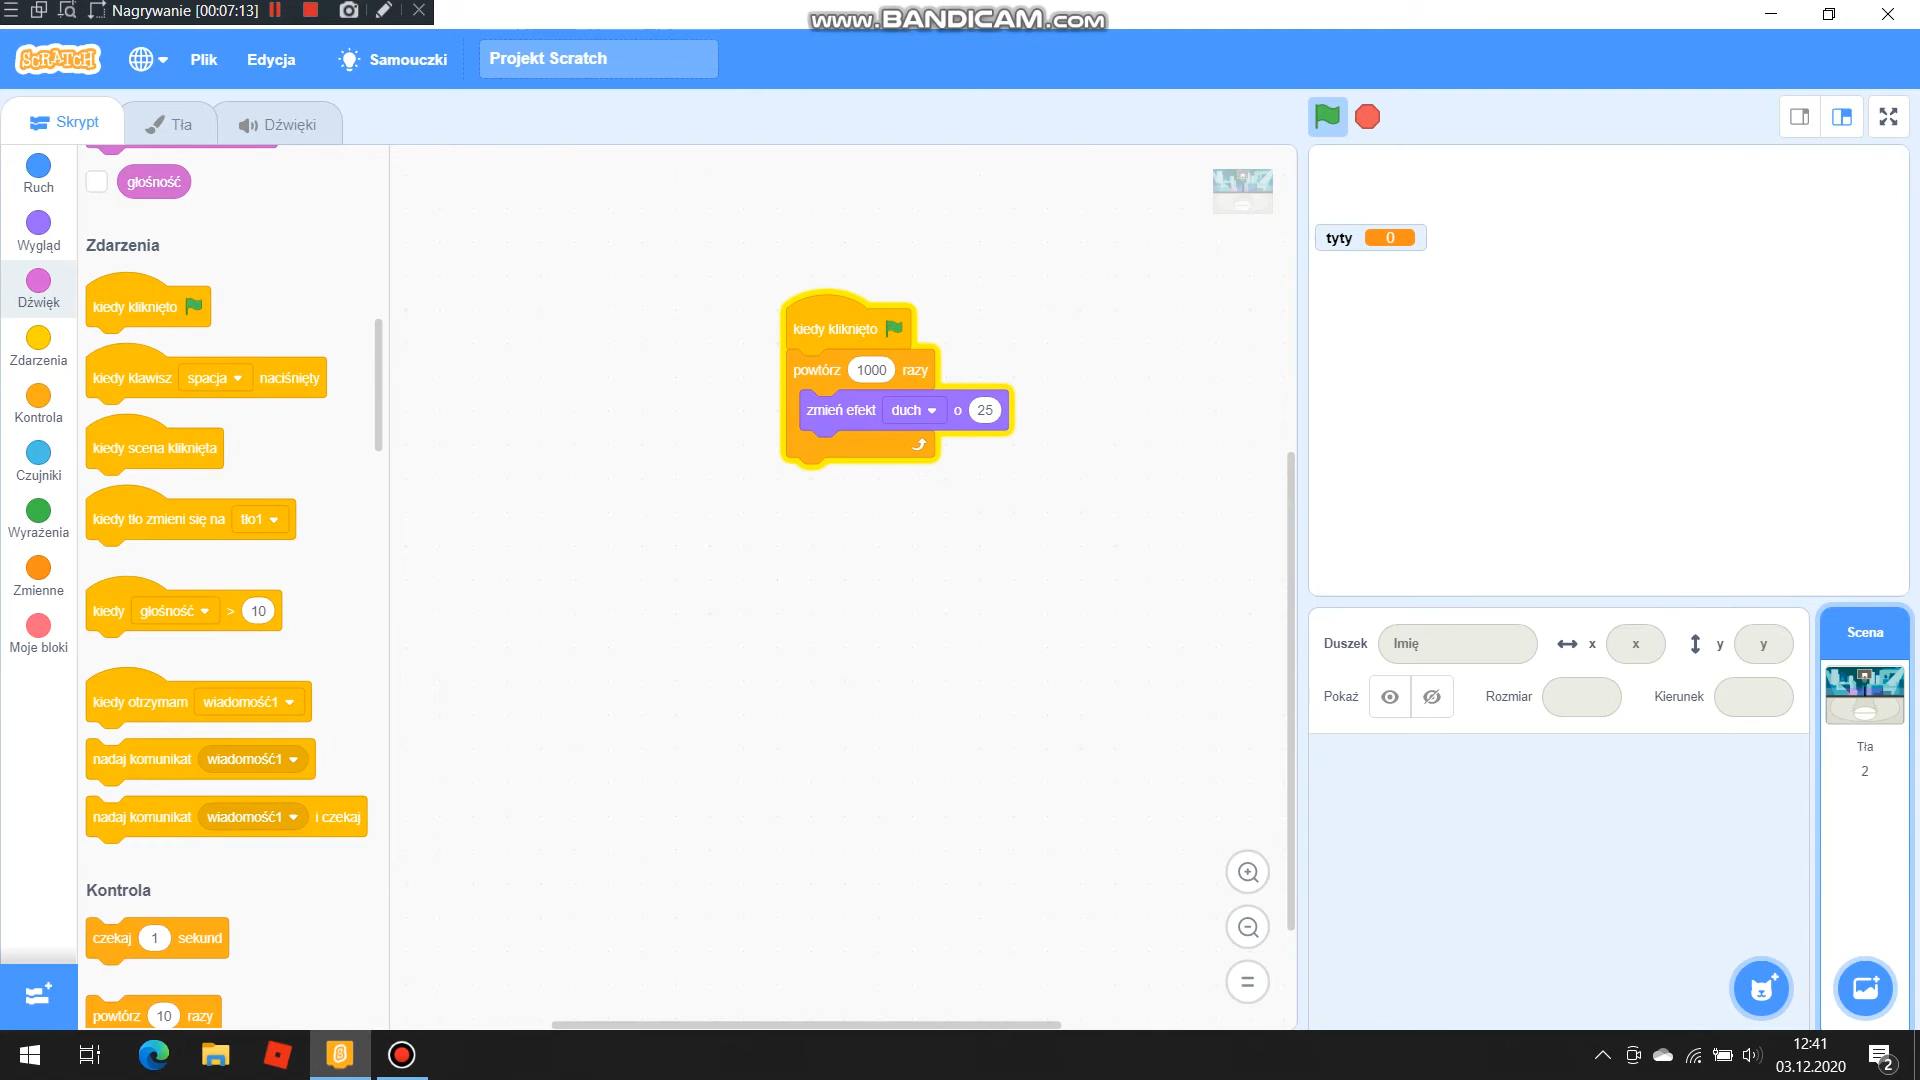 Nagrywanie [00:07:13]
www.BANDICAM.com
SCRATCH
Plik
Edycja
Samouczki
Projekt Scratch
Skrypt
Tła
Dźwięki
Ruch
Wygląd
Dźwięk
Zdarzenia
Kontrola
Czujniki
Wyrażenia
Zmienne
Moje bloki
głośność
Zdarzenia
kiedy kliknięto
kiedy klawisz spacja naciśnięty
kiedy scena kliknięta
kiedy tło zmieni się na tło1
kiedy głośność > 10
kiedy otrzymam wiadomość1
nadaj komunikat wiadomość1
nadaj komunikat wiadomość1 i czekaj
Kontrola
czekaj 1 sekund
powtórz 10 razy
kiedy kliknięto
powtórz 1000 razy
zmień efekt duch o 25
tyty 0
Duszek Imię x x y y
Pokaż Rozmiar Kierunek
Scena
Tła
2
12:41
03.12.2020
2